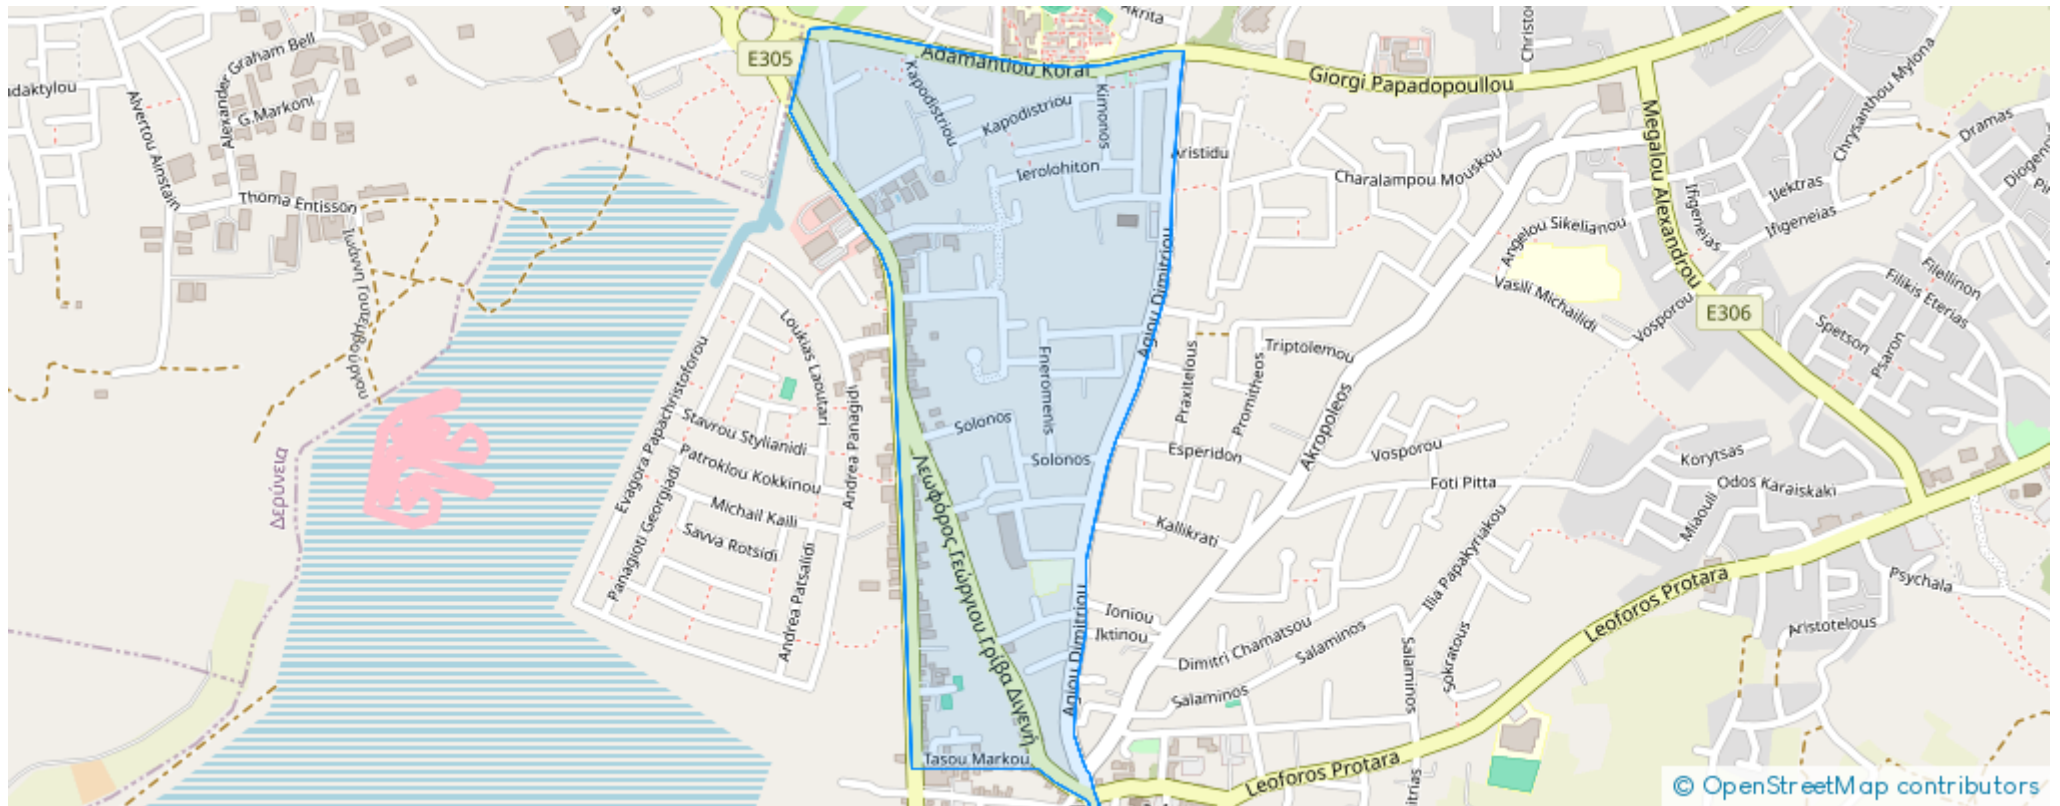 Akrita
Christo
E305
Adamantiou Korai
Giorgi Papadopoullou
Alexander Graham Bell
G.Markoni
Alvertou Ainstain
Kapodistriou
Kapodistriou
Kimonos
Aristidu
Ierolohiton
Charalampou Mouskou
Megalou Alexandrou
Chrysanthou Mylona
Dramas
Ilektras
Ifigeneias
Ifigeneias
Thoma Entisson
Angelou Sikelianou
Vasili Michailidi
Vosporou
E306
Filellinon
Filikis Eterias
Spetson
Psaron
Agiou Dimitriou
Loukias Laoutari
Evagora Papachristoforou
Andrea Panagidi
Triptolemou
Praxitelous
Promitheos
Akropoleos
Stavrou Stylianidi
Patroklou Kokkinou
Michail Kaili
Savva Rotsidi
Panagioti Georgiadi
Andrea Patsalidi
Solonos
Solonos
Esperidon
Vosporou
Korytsas
Foti Pitta
Odos Karaiskaki
Miaouli
Δερύνεια
Λεωφόρος Γεώργιου Γρίβα Διγενή
Kallikrati
Ilia Papakyriakou
Psychala
Leoforos Protara
Agiou Dimitriou
Ioniou
Iktinou
Dimitri Chamatsou
Salaminos
Salaminos
Salaminos
Sokratous
Aristotelous
Tasou Markou
Leoforos Protara
© OpenStreetMap contributors